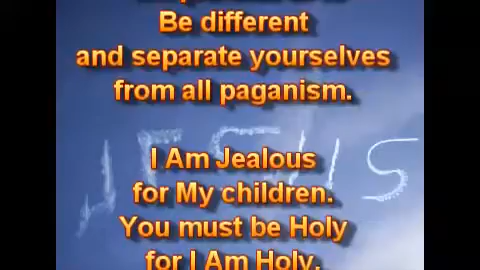 Be different
and separate yourselves
from all paganism.
JESUS
I Am Jealous
for My children.
You must be Holy
for I Am Holy.